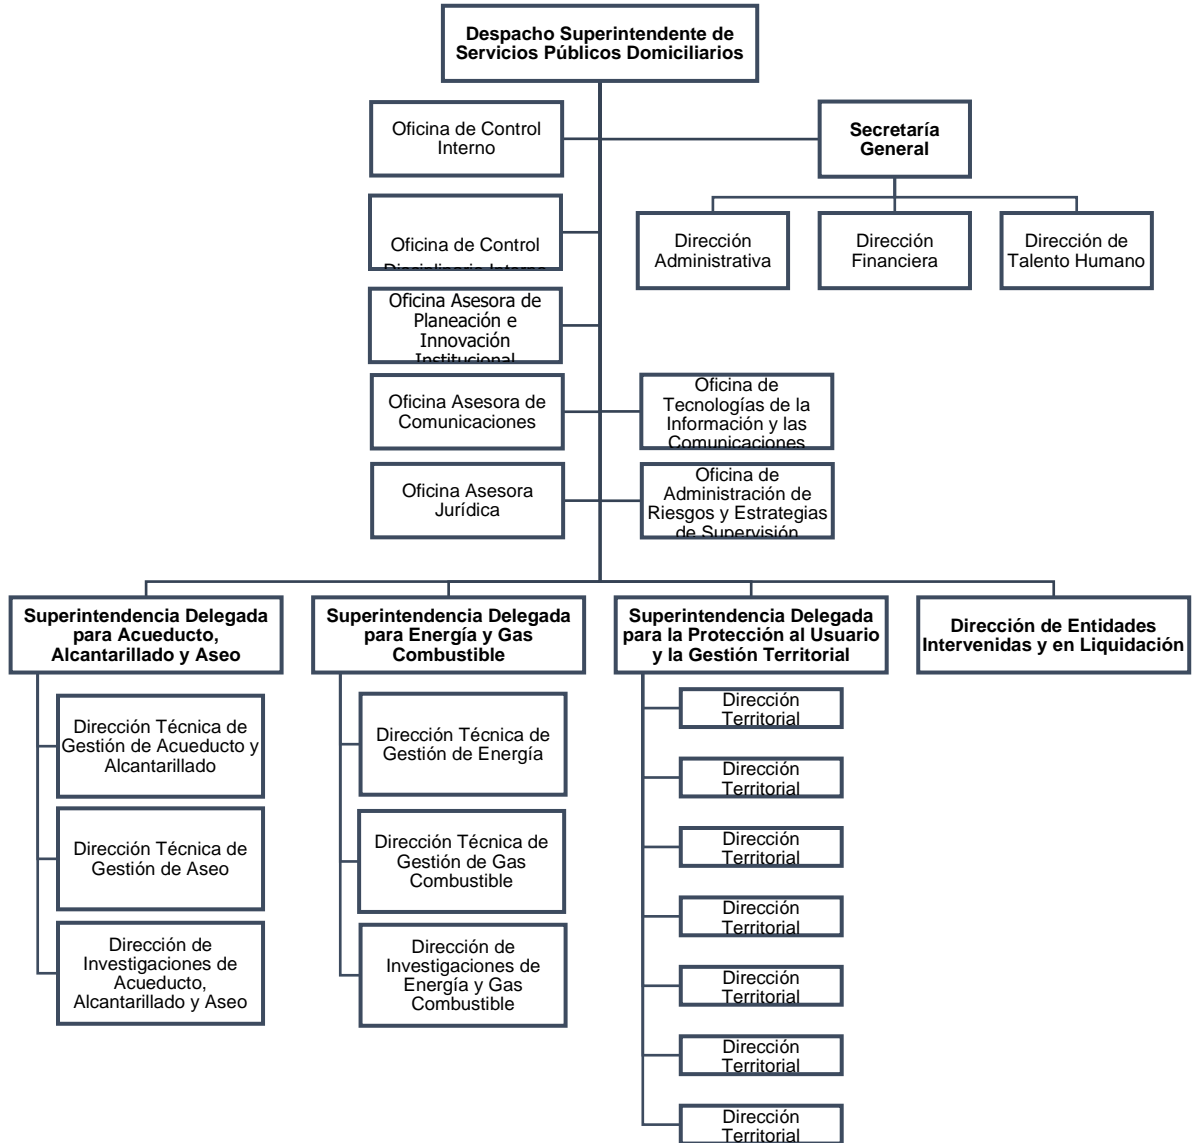 Despacho Superintendente de
Servicios Públicos Domiciliarios
Oficina de Control
Interno
Secretaría
General
Oficina de Control
Disciplinario Interno
Dirección
Administrativa
Dirección
Financiera
Dirección de
Talento Humano
Oficina Asesora de
Planeación e
Innovación
Institucional
Oficina Asesora de
Comunicaciones
Oficina de
Tecnologías de la
Información y las
Comunicaciones
Oficina Asesora
Jurídica
Oficina de
Administración de
Riesgos y Estrategias
de Supervisión
Superintendencia Delegada
para Acueducto,
Alcantarillado y Aseo
Superintendencia Delegada
para Energía y Gas
Combustible
Superintendencia Delegada
para la Protección al Usuario
y la Gestión Territorial
Dirección de Entidades
Intervenidas y en Liquidación
Dirección Técnica de
Gestión de Acueducto y
Alcantarillado
Dirección Técnica de
Gestión de Aseo
Dirección de
Investigaciones de
Acueducto,
Alcantarillado y Aseo
Dirección Técnica de
Gestión de Energía
Dirección Técnica de
Gestión de Gas
Combustible
Dirección de
Investigaciones de
Energía y Gas
Combustible
Dirección
Territorial
Dirección
Territorial
Dirección
Territorial
Dirección
Territorial
Dirección
Territorial
Dirección
Territorial
Dirección
Territorial